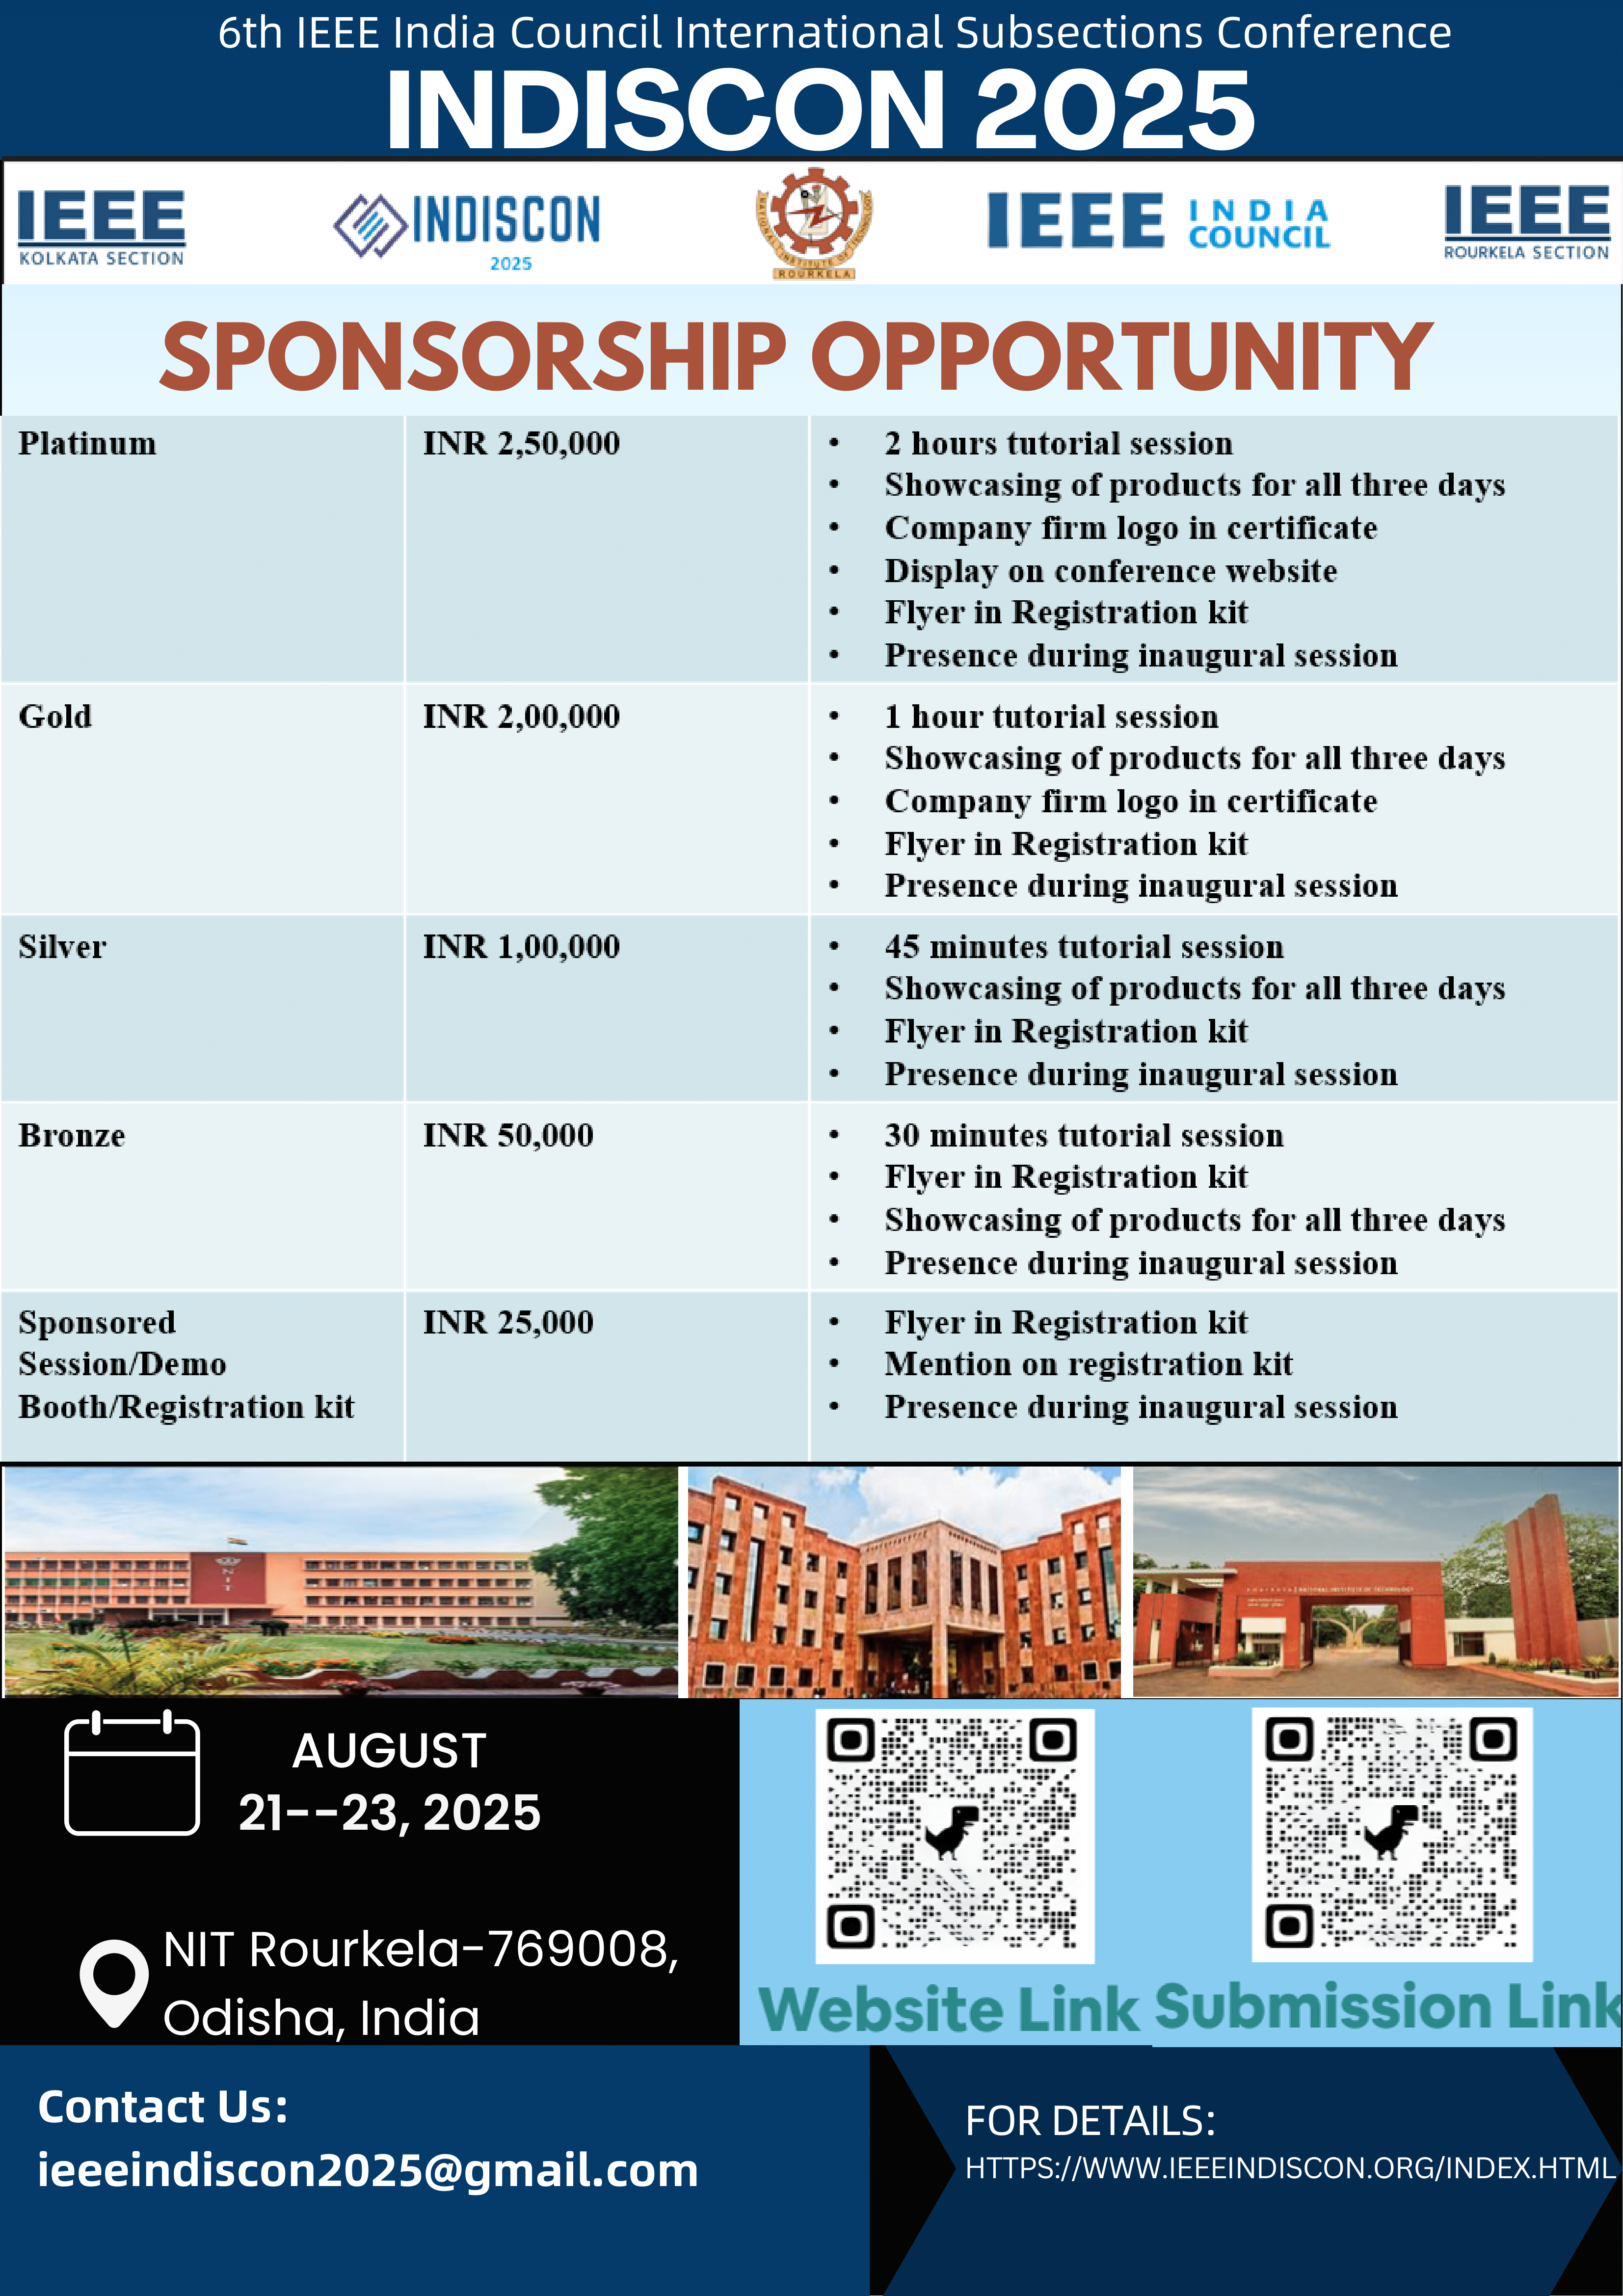 6th IEEE India Council International Subsections Conference
INDISCON 2025
IEEE
KOLKATA SECTION
INDISCON
2025
NATIONAL INSTITUTE OF TECHNOLOGY
ROURKELA
IEEE INDIA COUNCIL
IEEE
ROURKELA SECTION
SPONSORSHIP OPPORTUNITY
Platinum
INR 2,50,000
• 2 hours tutorial session
• Showcasing of products for all three days
• Company firm logo in certificate
• Display on conference website
• Flyer in Registration kit
• Presence during inaugural session
Gold
INR 2,00,000
• 1 hour tutorial session
• Showcasing of products for all three days
• Company firm logo in certificate
• Flyer in Registration kit
• Presence during inaugural session
Silver
INR 1,00,000
• 45 minutes tutorial session
• Showcasing of products for all three days
• Flyer in Registration kit
• Presence during inaugural session
Bronze
INR 50,000
• 30 minutes tutorial session
• Flyer in Registration kit
• Showcasing of products for all three days
• Presence during inaugural session
Sponsored
Session/Demo
Booth/Registration kit
INR 25,000
• Flyer in Registration kit
• Mention on registration kit
• Presence during inaugural session
NIT
AUGUST
21--23, 2025
NIT Rourkela-769008,
Odisha, India
Website Link
Submission Link
Contact Us:
ieeeindiscon2025@gmail.com
FOR DETAILS:
HTTPS://WWW.IEEEINDISCON.ORG/INDEX.HTML